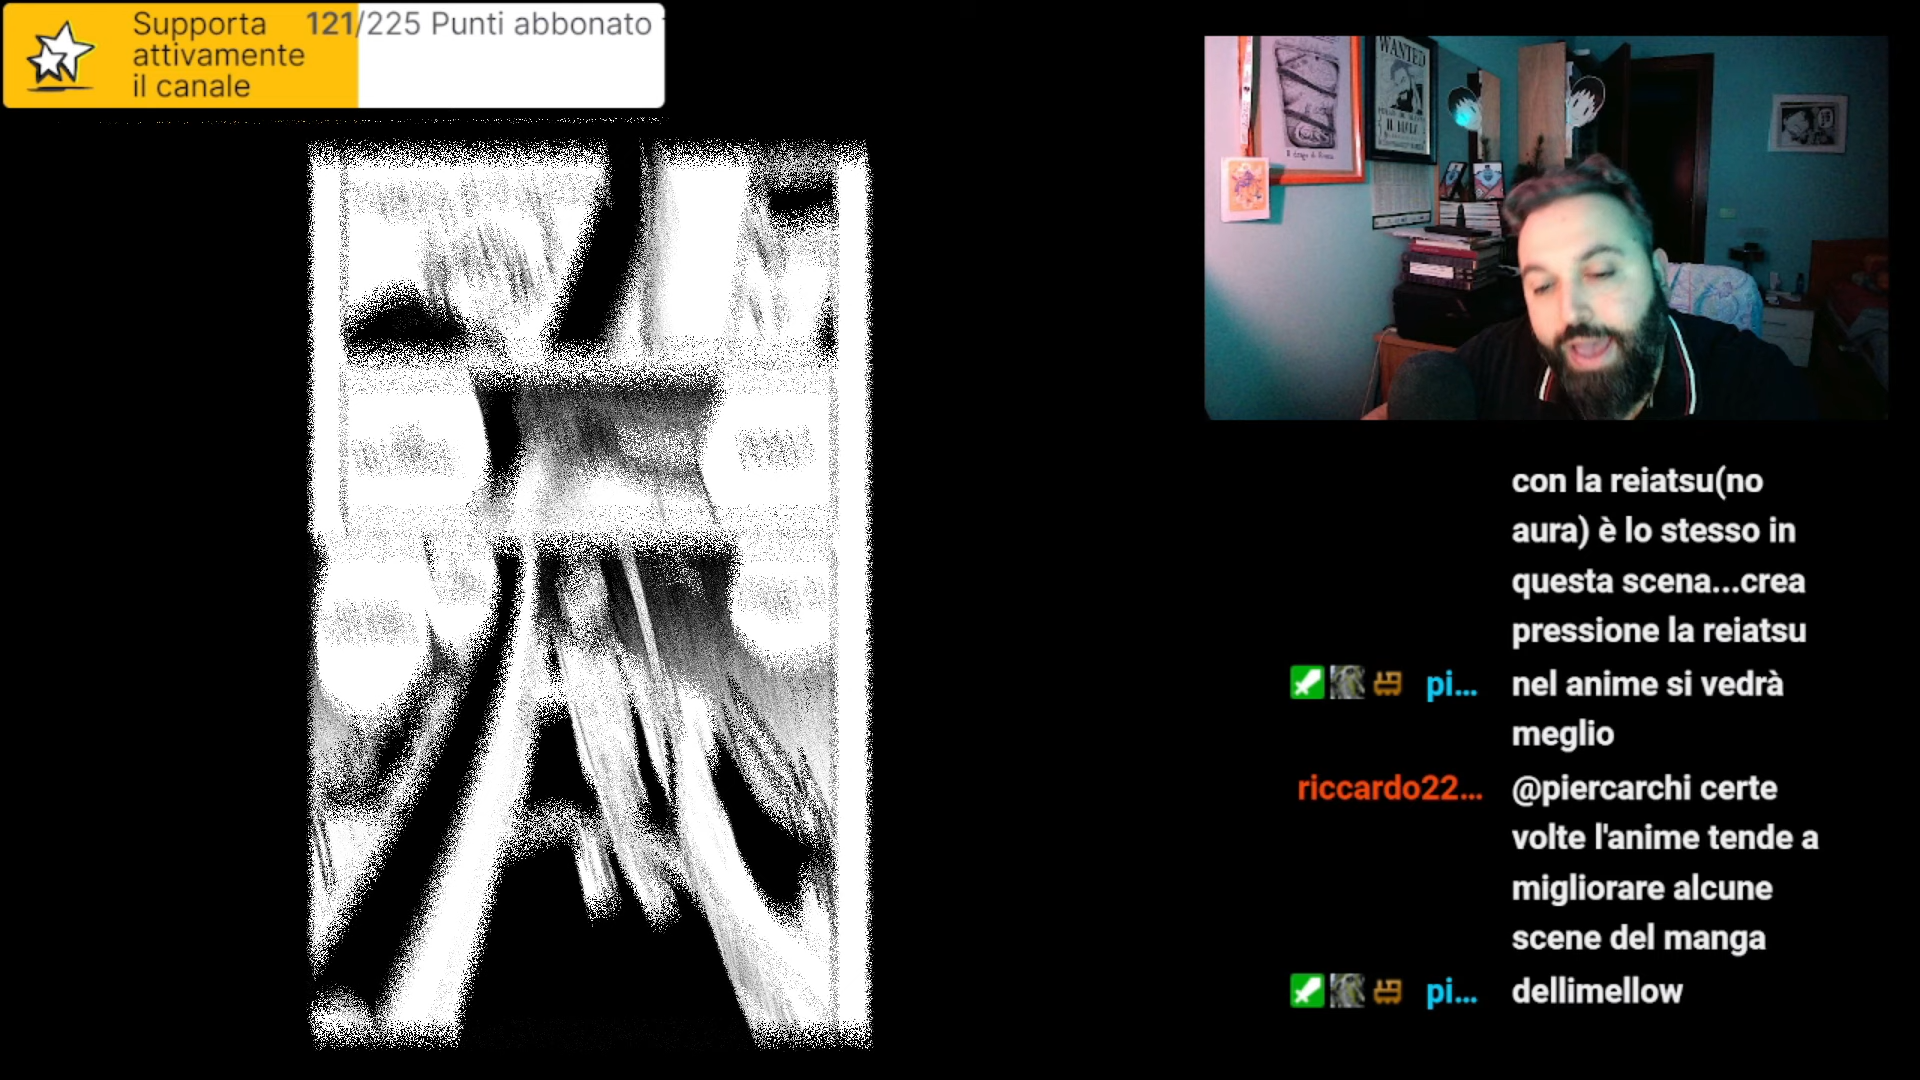 Supporta
attivamente
il canale
121/225 Punti abbonato
WANTED
con la reiatsu(no
aura) è lo stesso in
questa scena...crea
pressione la reiatsu
pi... nel anime si vedrà
meglio
riccardo22... @piercarchi certe
volte l'anime tende a
migliorare alcune
scene del manga
pi... dellimellow